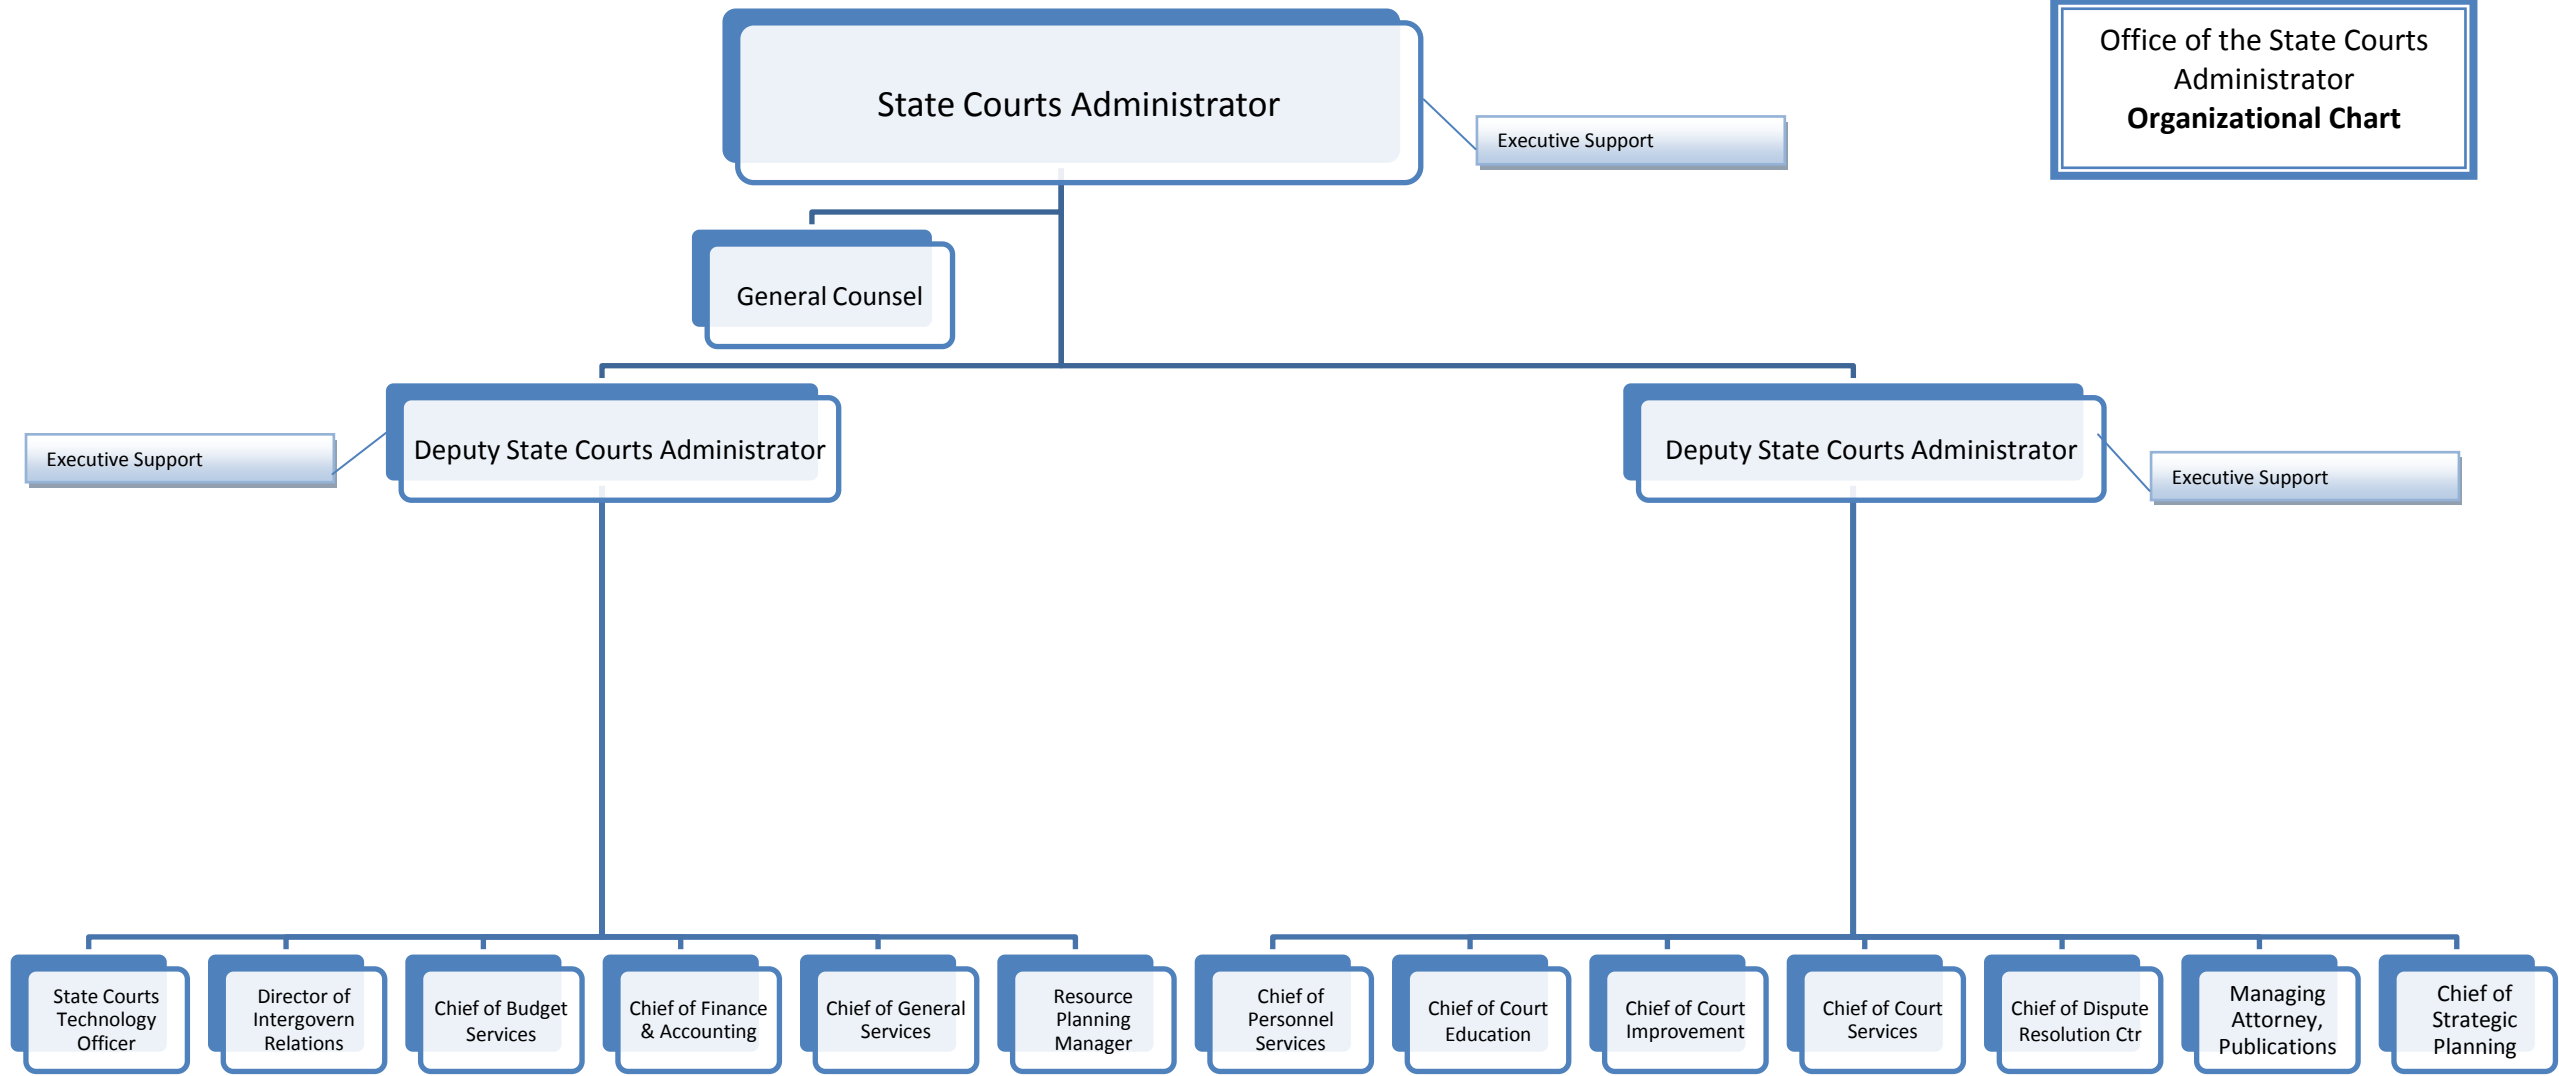 Office of the State Courts
Administrator
Organizational Chart
State Courts Administrator
Executive Support
General Counsel
Deputy State Courts Administrator
Executive Support
Deputy State Courts Administrator
Executive Support
State Courts
Technology
Officer
Director of
Intergovern
Relations
Chief of Budget
Services
Chief of Finance
& Accounting
Chief of General
Services
Resource
Planning
Manager
Chief of
Personnel
Services
Chief of Court
Education
Chief of Court
Improvement
Chief of Court
Services
Chief of Dispute
Resolution Ctr
Managing
Attorney,
Publications
Chief of
Strategic
Planning